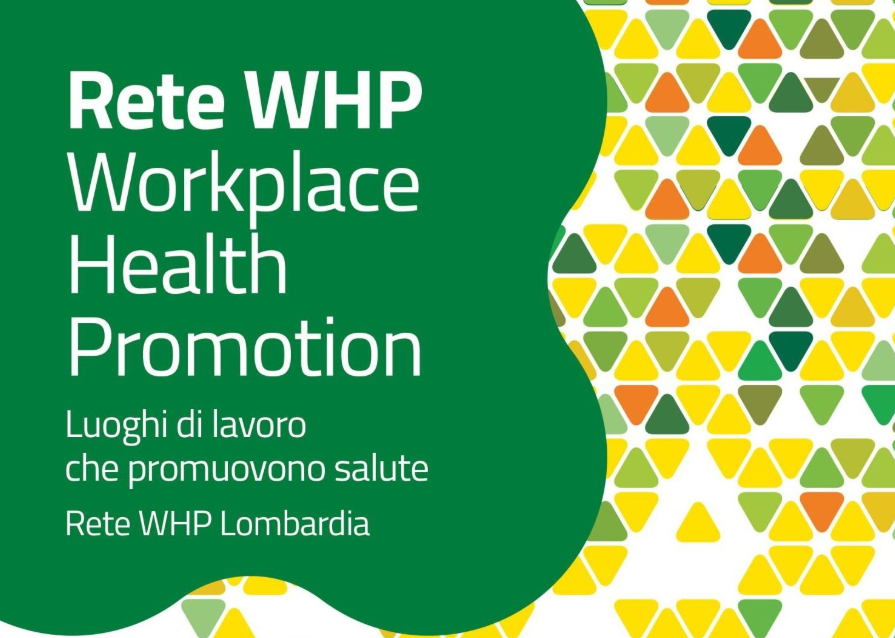 Rete WHP
Workplace
Health
Promotion
Luoghi di lavoro
che promuovono salute
Rete WHP Lombardia